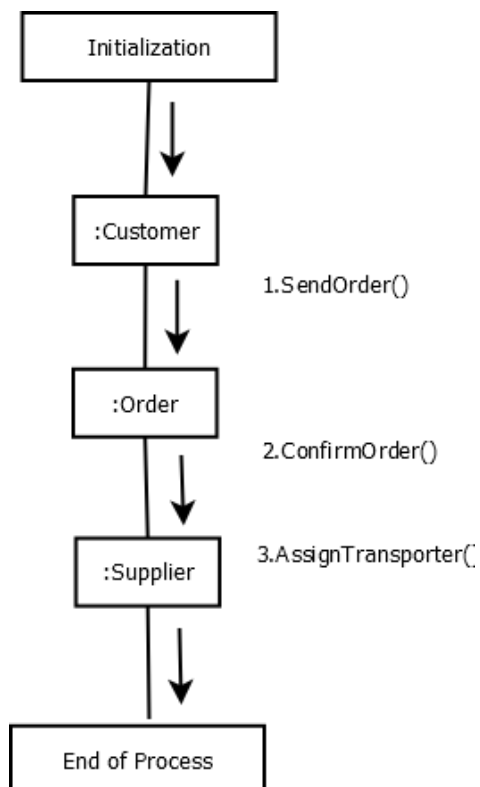 Initialization
:Customer
1.SendOrder()
:Order
2.ConfirmOrder()
3.AssignTransporter()
:Supplier
End of Process